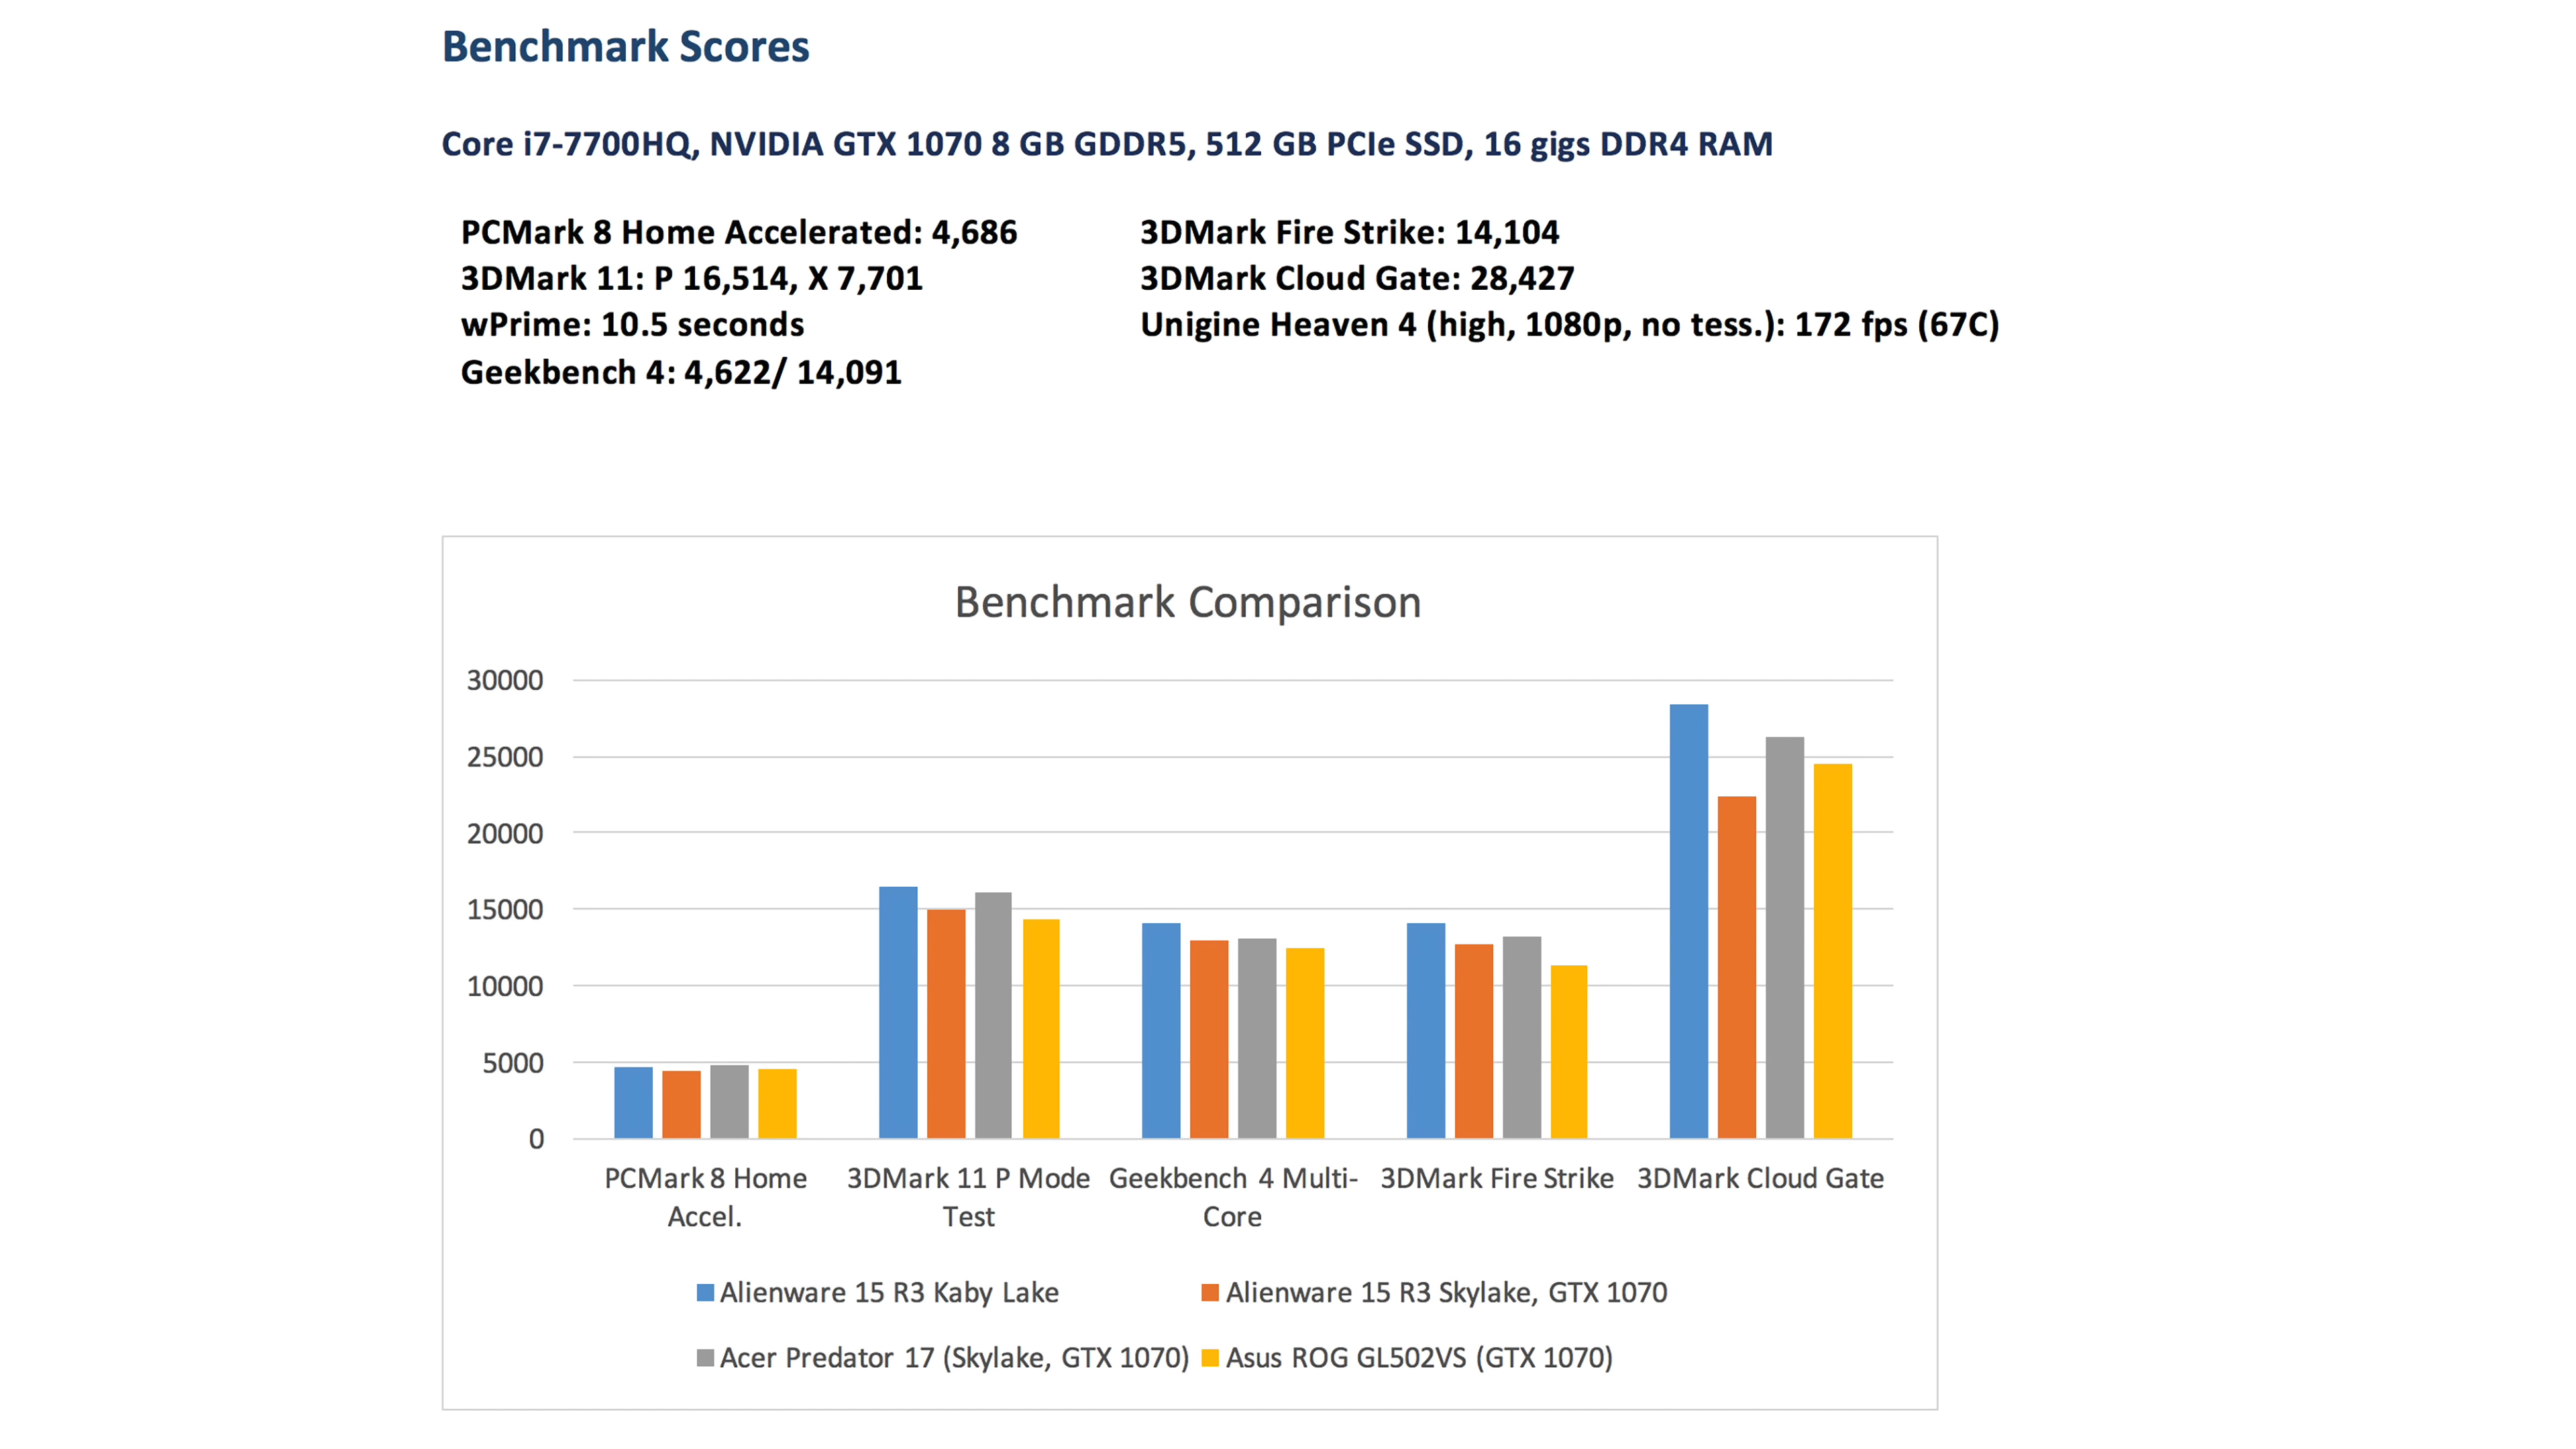 Benchmark Scores
Core i7-7700HQ, NVIDIA GTX 1070 8 GB GDDR5, 512 GB PCIe SSD, 16 gigs DDR4 RAM
PCMark 8 Home Accelerated: 4,686
3DMark 11: P 16,514, X 7,701
wPrime: 10.5 seconds
Geekbench 4: 4,622/ 14,091
3DMark Fire Strike: 14,104
3DMark Cloud Gate: 28,427
Unigine Heaven 4 (high, 1080p, no tess.): 172 fps (67C)
Benchmark Comparison
30000
25000
20000
15000
10000
5000
0
PCMark 8 Home
Accel.
3DMark 11 P Mode
Test
Geekbench 4 Multi-
Core
3DMark Fire Strike
3DMark Cloud Gate
Alienware 15 R3 Kaby Lake
Alienware 15 R3 Skylake, GTX 1070
Acer Predator 17 (Skylake, GTX 1070)
Asus ROG GL502VS (GTX 1070)